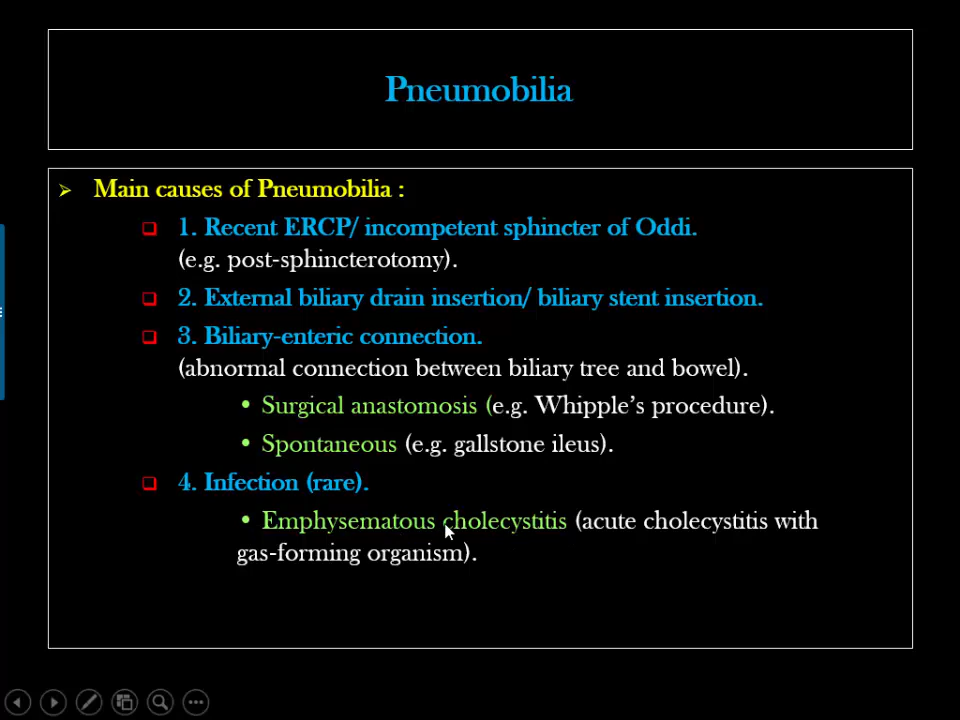 Pneumobilia
➢ Main causes of Pneumobilia :
❑ 1. Recent ERCP/ incompetent sphincter of Oddi.
(e.g. post-sphincterotomy).
❑ 2. External biliary drain insertion/ biliary stent insertion.
❑ 3. Biliary-enteric connection.
(abnormal connection between biliary tree and bowel).
• Surgical anastomosis (e.g. Whipple’s procedure).
• Spontaneous (e.g. gallstone ileus).
❑ 4. Infection (rare).
• Emphysematous cholecystitis (acute cholecystitis with
gas-forming organism).